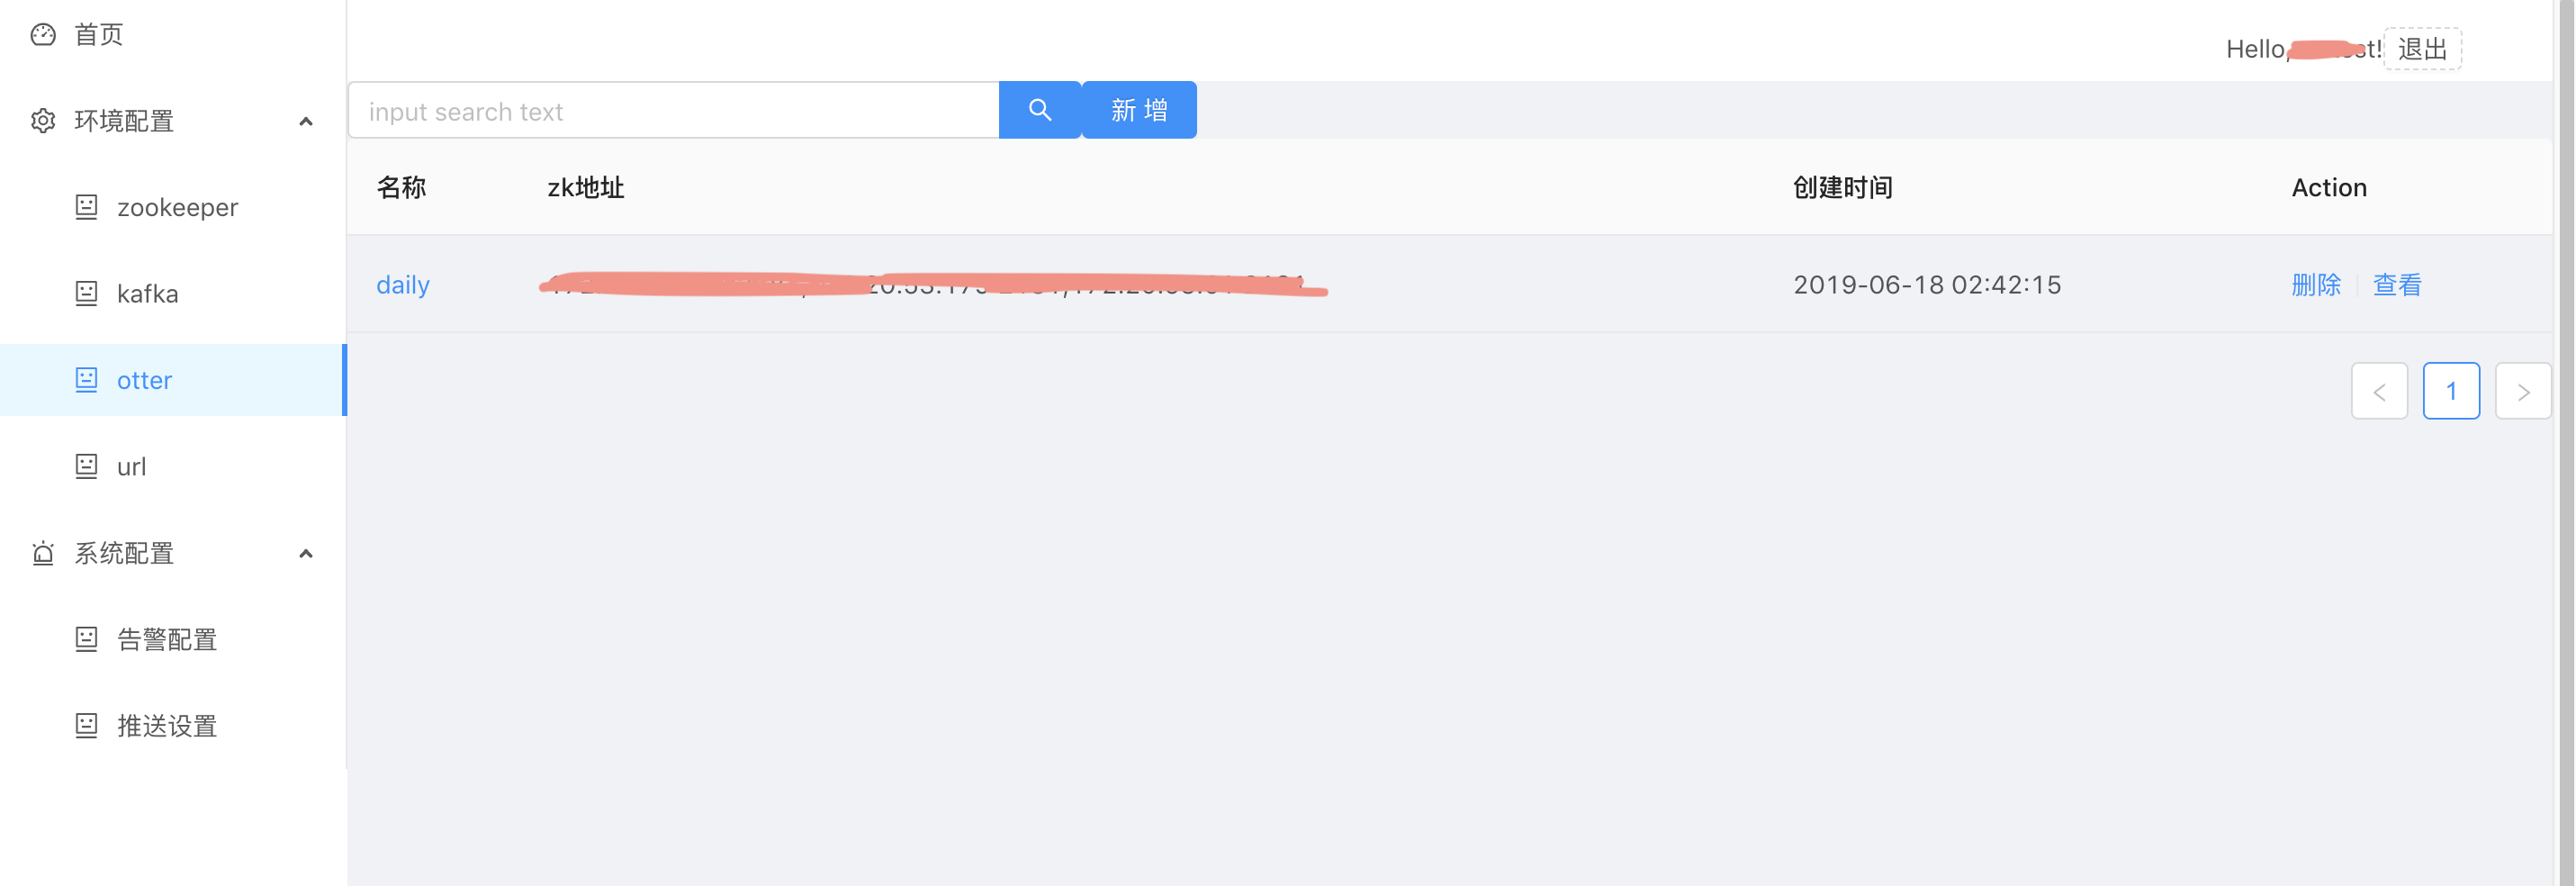 首页
Hello, 退出
环境配置
input search text 新增
zookeeper
名称 zk地址 创建时间 Action
kafka
daily 2019-06-18 02:42:15 删除 查看
otter
1
url
系统配置
告警配置
推送设置